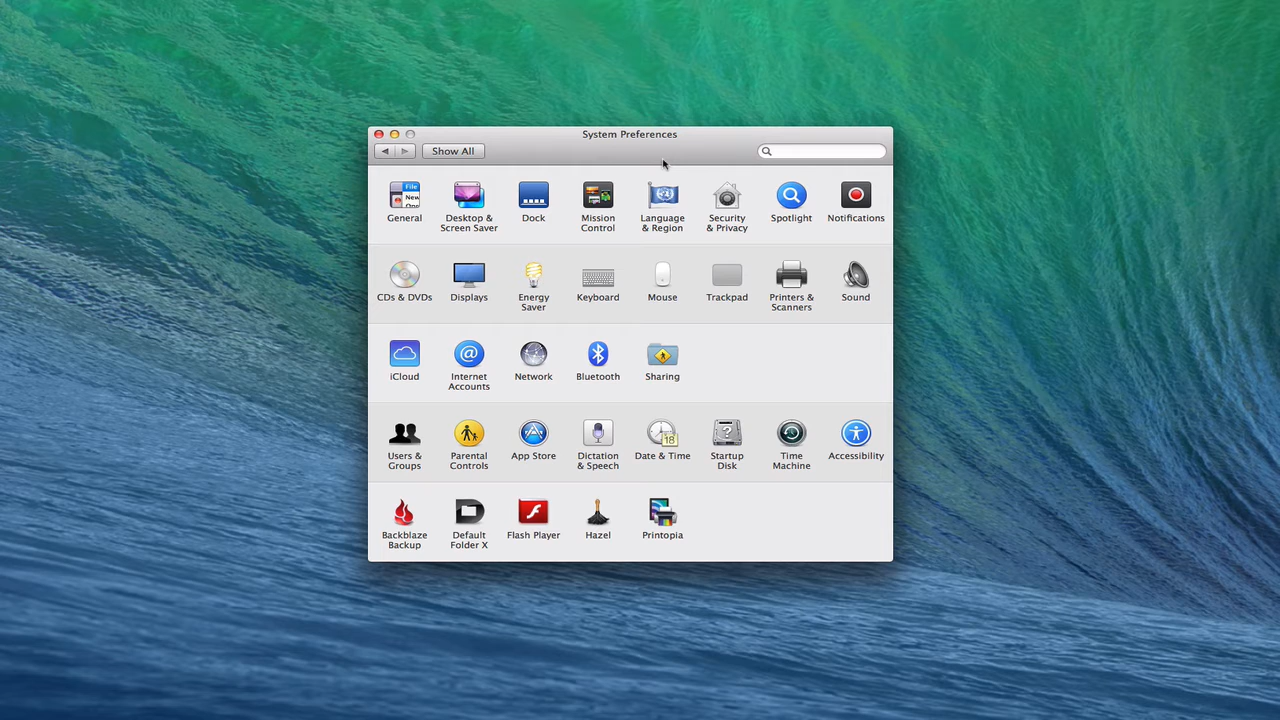 System Preferences
Show All
General
Desktop &
Screen Saver
Dock
Mission
Control
Language
& Region
Security
& Privacy
Spotlight
Notifications
CDs & DVDs
Displays
Energy
Saver
Keyboard
Mouse
Trackpad
Printers &
Scanners
Sound
iCloud
Internet
Accounts
Network
Bluetooth
Sharing
Users &
Groups
Parental
Controls
App Store
Dictation
& Speech
18
Date & Time
Startup
Disk
Time
Machine
Accessibility
Backblaze
Backup
Default
Folder X
Flash Player
Hazel
Printopia
File
New